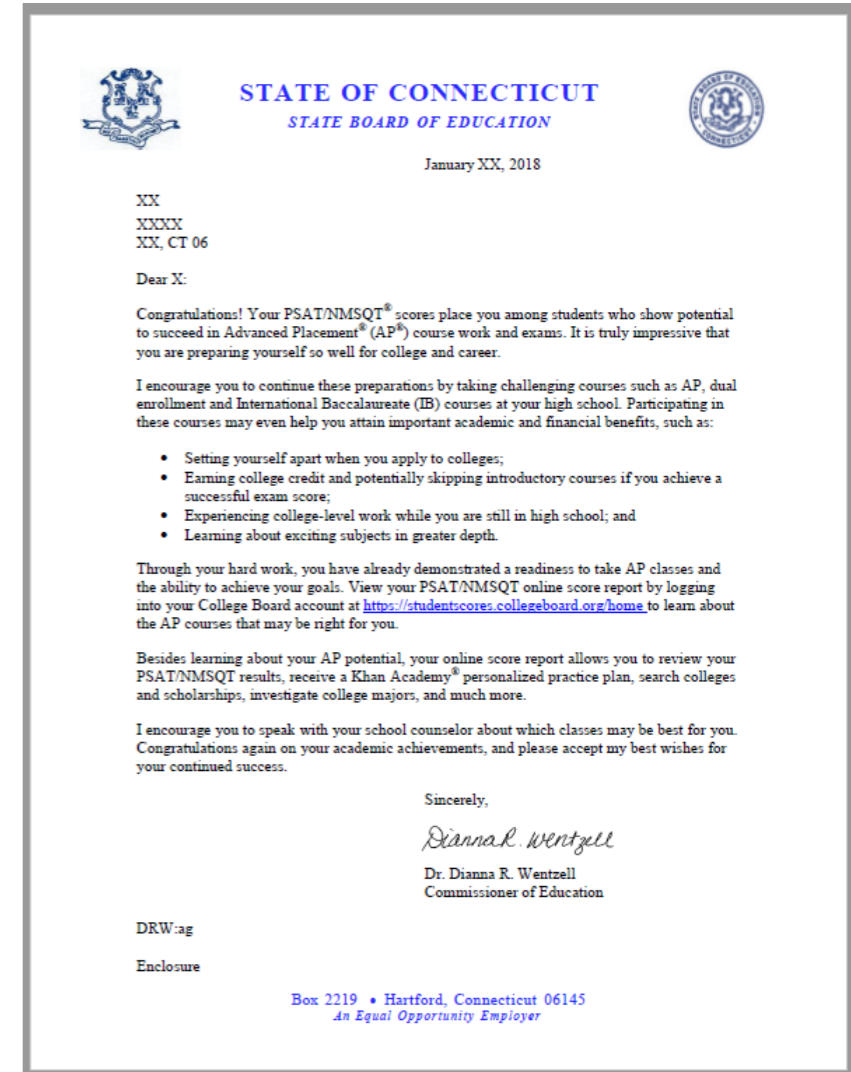 STATE OF CONNECTICUT
STATE BOARD OF EDUCATION
January XX, 2018
XX
XXXX
XX, CT 06
Dear X:
Congratulations! Your PSAT/NMSQT® scores place you among students who show potential
to succeed in Advanced Placement® (AP®) course work and exams. It is truly impressive that
you are preparing yourself so well for college and career.
I encourage you to continue these preparations by taking challenging courses such as AP, dual
enrollment and International Baccalaureate (IB) courses at your high school. Participating in
these courses may even help you attain important academic and financial benefits, such as:
• Setting yourself apart when you apply to colleges;
• Earning college credit and potentially skipping introductory courses if you achieve a
successful exam score;
• Experiencing college-level work while you are still in high school; and
• Learning about exciting subjects in greater depth.
Through your hard work, you have already demonstrated a readiness to take AP classes and
the ability to achieve your goals. View your PSAT/NMSQT online score report by logging
into your College Board account at https://studentscores.collegeboard.org/home to learn about
the AP courses that may be right for you.
Besides learning about your AP potential, your online score report allows you to review your
PSAT/NMSQT results, receive a Khan Academy® personalized practice plan, search colleges
and scholarships, investigate college majors, and much more.
I encourage you to speak with your school counselor about which classes may be best for you.
Congratulations again on your academic achievements, and please accept my best wishes for
your continued success.
Sincerely,
Dianna R. Wentzell
Dr. Dianna R. Wentzell
Commissioner of Education
DRW:ag
Enclosure
Box 2219 • Hartford, Connecticut 06145
An Equal Opportunity Employer